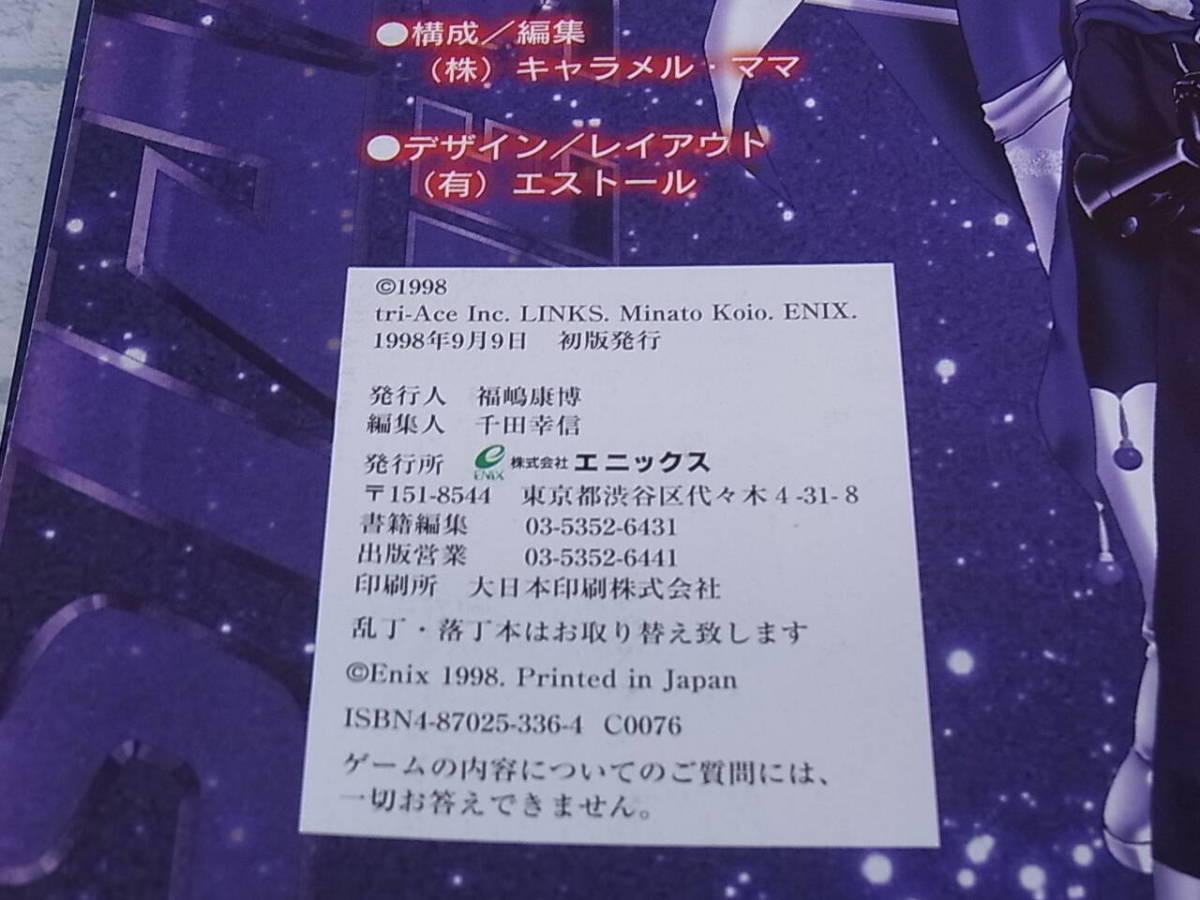 ●構成／編集
（株）キャラメル・ママ
●デザイン／レイアウト
（有）エストール
©1998
tri-Ace Inc. LINKS. Minato Koio. ENIX.
1998年9月9日　初版発行
発行人　福嶋康博
編集人　千田幸信
発行所　ENIX 株式会社エニックス
〒151-8544　東京都渋谷区代々木4-31-8
書籍編集　03-5352-6431
出版営業　03-5352-6441
印刷所　大日本印刷株式会社
乱丁・落丁本はお取り替え致します
©Enix 1998. Printed in Japan
ISBN4-87025-336-4 C0076
ゲームの内容についてのご質問には、
一切お答えできません。